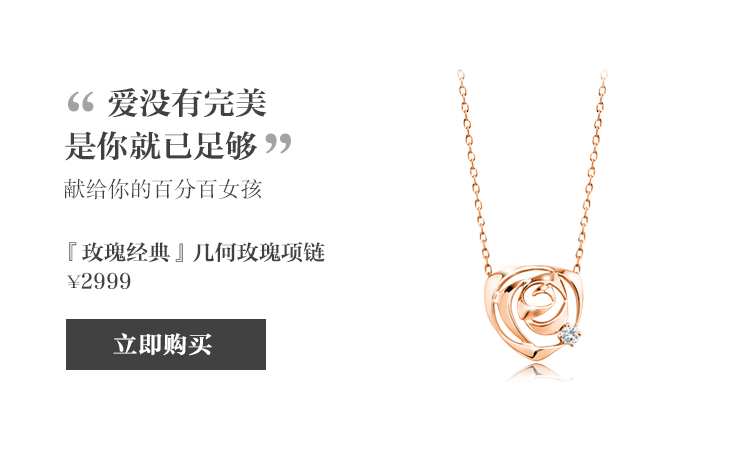 “ 爱没有完美
是你就已足够 ”
献给你的百分百女孩
『玫瑰经典』几何玫瑰项链
¥2999
立即购买